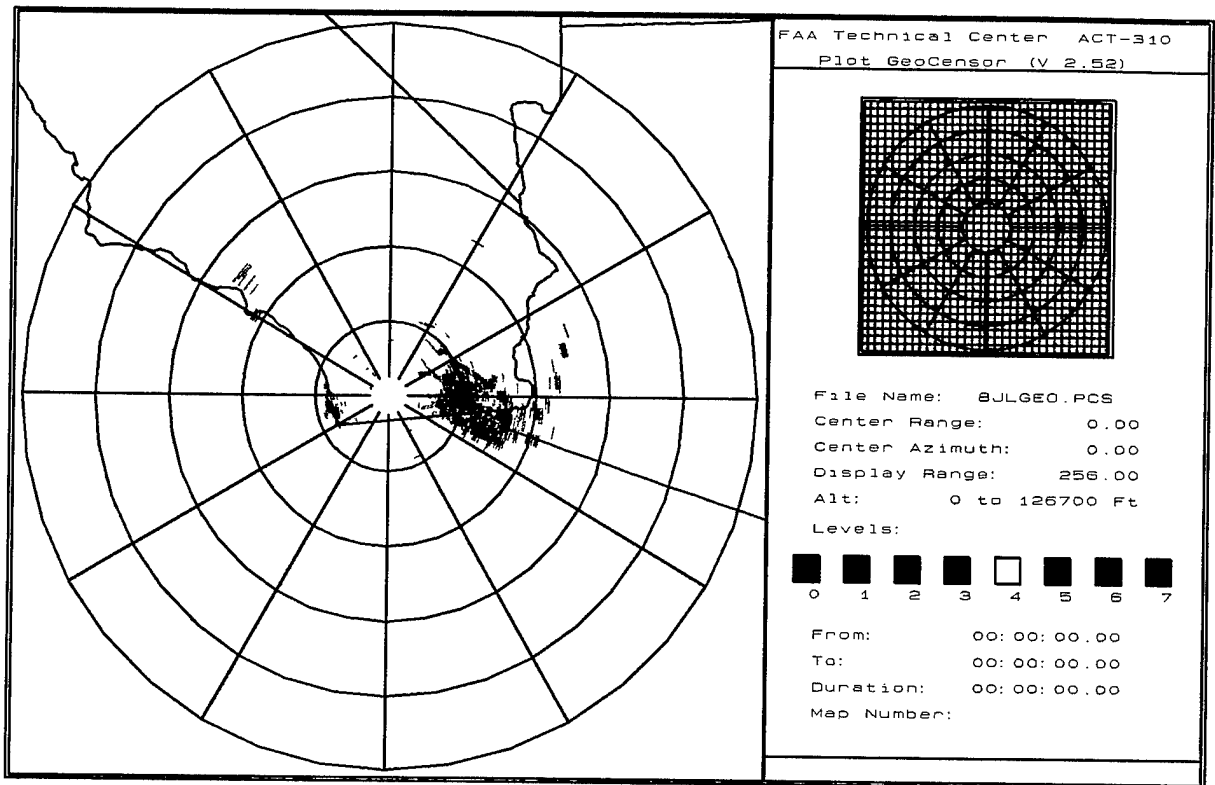 FAA Technical Center ACT-310
Plot GeoCensor (V 2.52)
File Name: 8JLGEO.PCS
Center Range: 0.00
Center Azimuth: 0.00
Display Range: 256.00
Alt: 0 to 126700 Ft
Levels:
0 1 2 3 4 5 6 7
From: 00:00:00.00
To: 00:00:00.00
Duration: 00:00:00.00
Map Number: